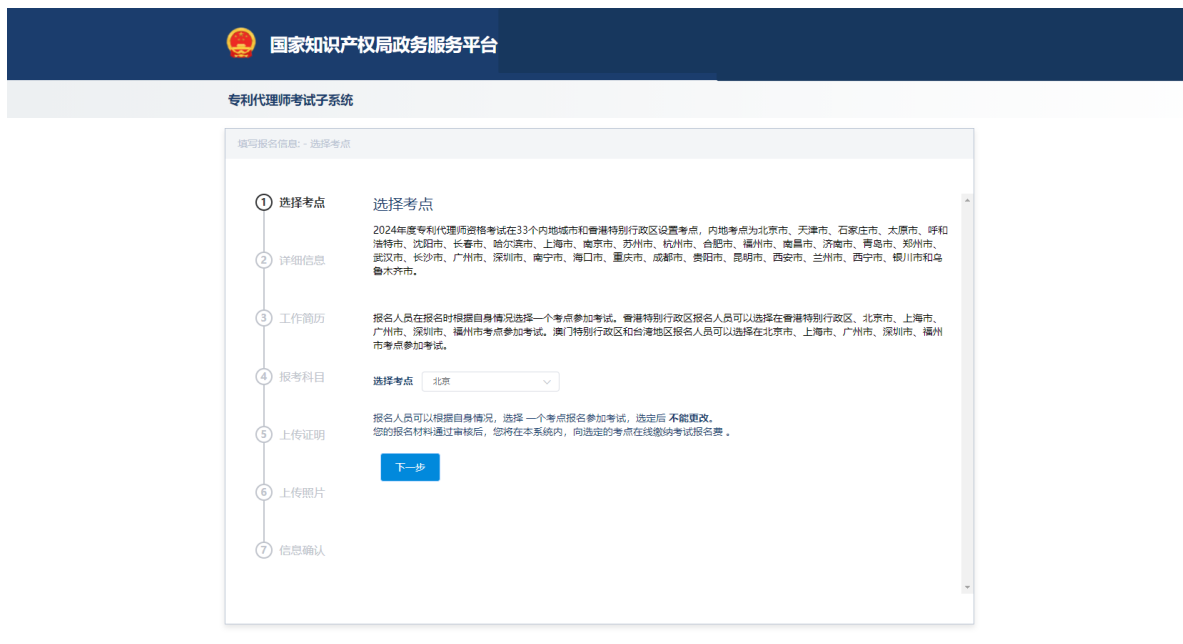 国家知识产权局政务服务平台
专利代理师考试子系统
填写报名信息: - 选择考点
1 选择考点
2 详细信息
3 工作简历
4 报考科目
5 上传证明
6 上传照片
7 信息确认
选择考点
2024年度专利代理师资格考试在33个内地城市和香港特别行政区设置考点，内地考点为北京市、天津市、石家庄市、太原市、呼和
浩特市、沈阳市、长春市、哈尔滨市、上海市、南京市、苏州市、杭州市、合肥市、福州市、南昌市、济南市、青岛市、郑州市、
武汉市、长沙市、广州市、深圳市、南宁市、海口市、重庆市、成都市、贵阳市、昆明市、西安市、兰州市、西宁市、银川市和乌
鲁木齐市。
报名人员在报名时根据自身情况选择一个考点参加考试。香港特别行政区报名人员可以选择在香港特别行政区、北京市、上海市、
广州市、深圳市、福州市考点参加考试。澳门特别行政区和台湾地区报名人员可以选择在北京市、上海市、广州市、深圳市、福州
市考点参加考试。
选择考点 北京
报名人员可以根据自身情况，选择 一个考点报名参加考试，选定后 不能更改。
您的报名材料通过审核后，您将在本系统内，向选定的考点在线缴纳考试报名费 。
下一步